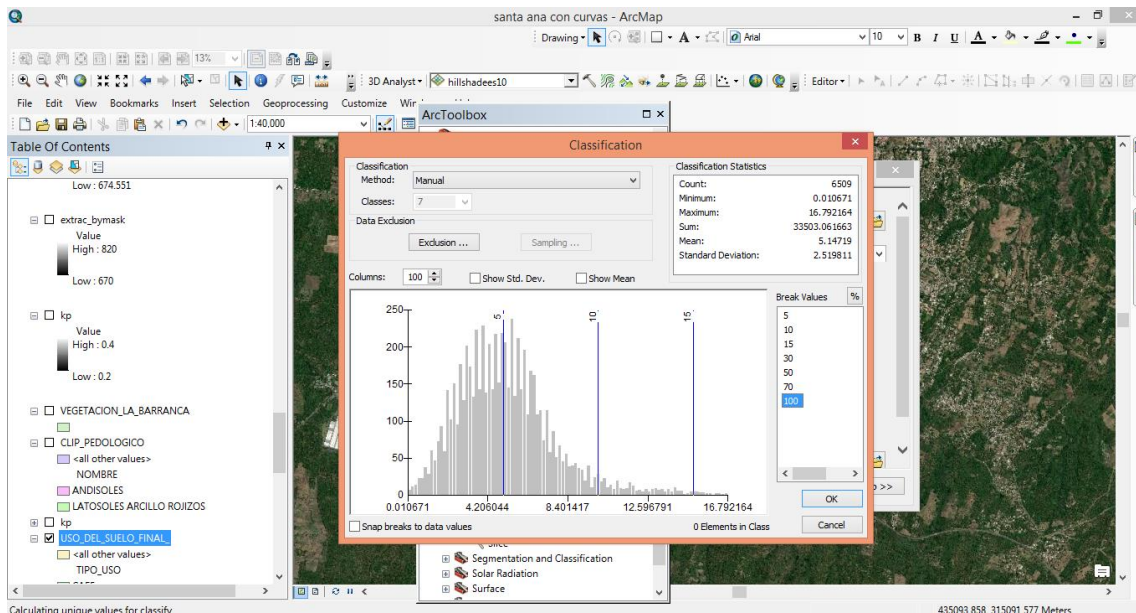 santa ana con curvas - ArcMap
Drawing A Arial 10 B I U A
13%
3D Analyst hillshadees10 Editor
File Edit View Bookmarks Insert Selection Geoprocessing Customize
1:40,000
ArcToolbox
Table Of Contents
Low : 674.551
extrac_bymask
Value
High : 820
Low : 670
kp
Value
High : 0.4
Low : 0.2
VEGETACION_LA_BARRANCA
CLIP_PEDOLOGICO
<all other values>
NOMBRE
ANDISOLES
LATOSOLES ARCILLO ROJIZOS
kp
USO_DEL_SUELO_FINAL_
<all other values>
TIPO_USO
Classification
Classification
Method: Manual
Classes: 7
Data Exclusion
Exclusion ... Sampling ...
Classification Statistics
Count: 6509
Minimum: 0.010671
Maximum: 16.792164
Sum: 33503.061663
Mean: 5.14719
Standard Deviation: 2.519811
Columns: 100 Show Std. Dev. Show Mean
Break Values %
5
10
15
30
50
70
100
250
200
150
100
50
0
5 10 15
0.010671 4.206044 8.401417 12.596791 16.792164
Snap breaks to data values 0 Elements in Class
OK
Cancel
>>
Segmentation and Classification
Solar Radiation
Surface
Calculating unique values for classify
435093.858 315091.577 Meters